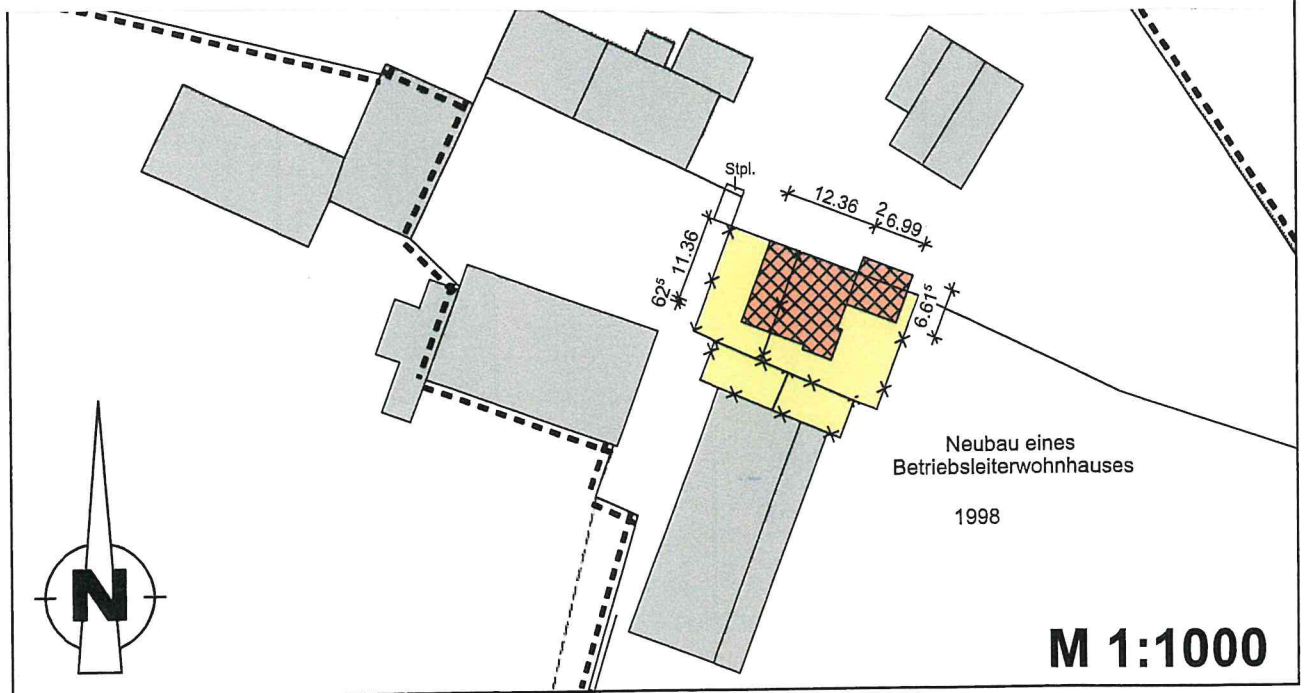 Stpl.
12.36
2
6.99
11.36
62⁵
6.61⁵
Neubau eines
Betriebsleiterwohnhauses
1998
N
M 1:1000